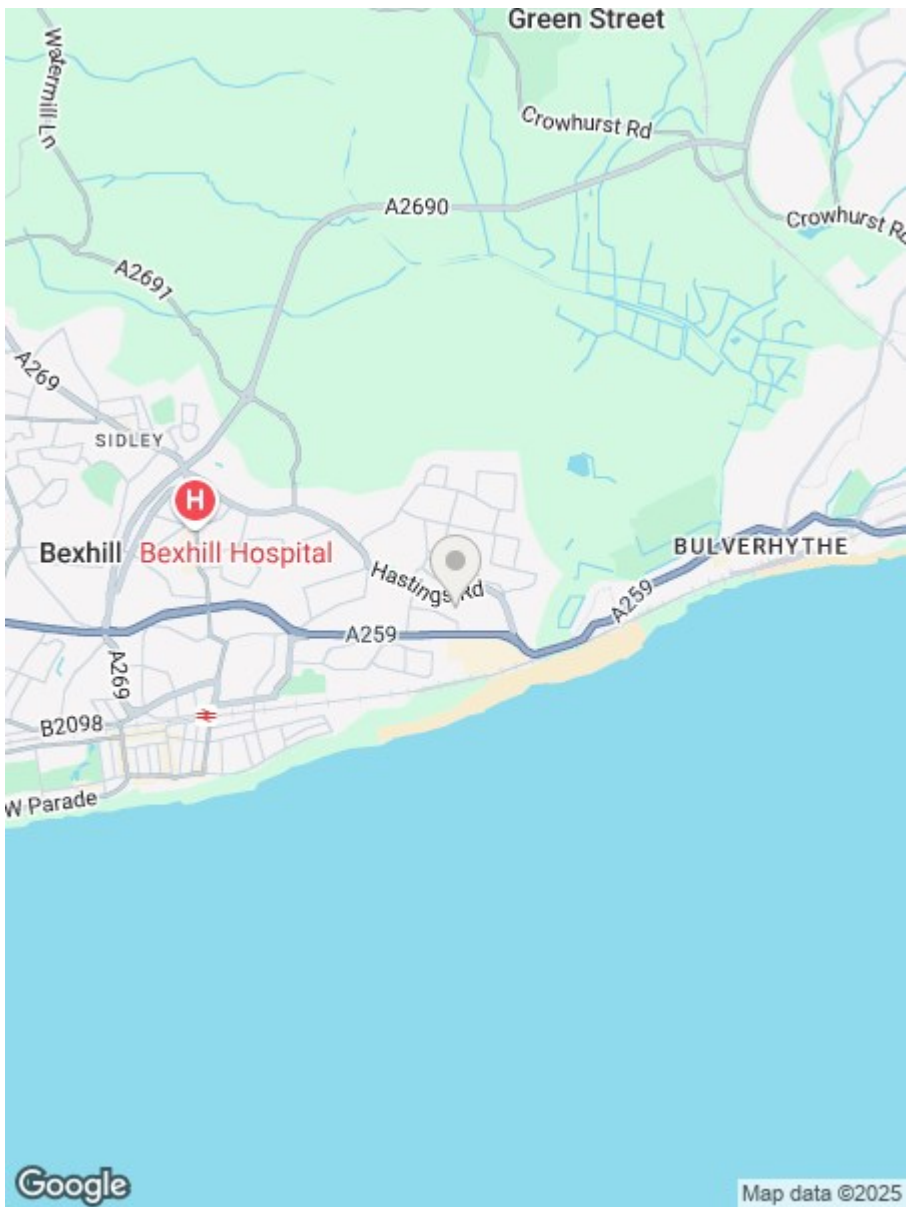 Green Street
Watermill Ln
Crowhurst Rd
A2690
Crowhurst Rd
A2697
A269
SIDLEY
H
Bexhill
Bexhill Hospital
BULVERHYTHE
Hastings Rd
A259
A259
A269
B2098
W Parade
Google
Map data ©2025